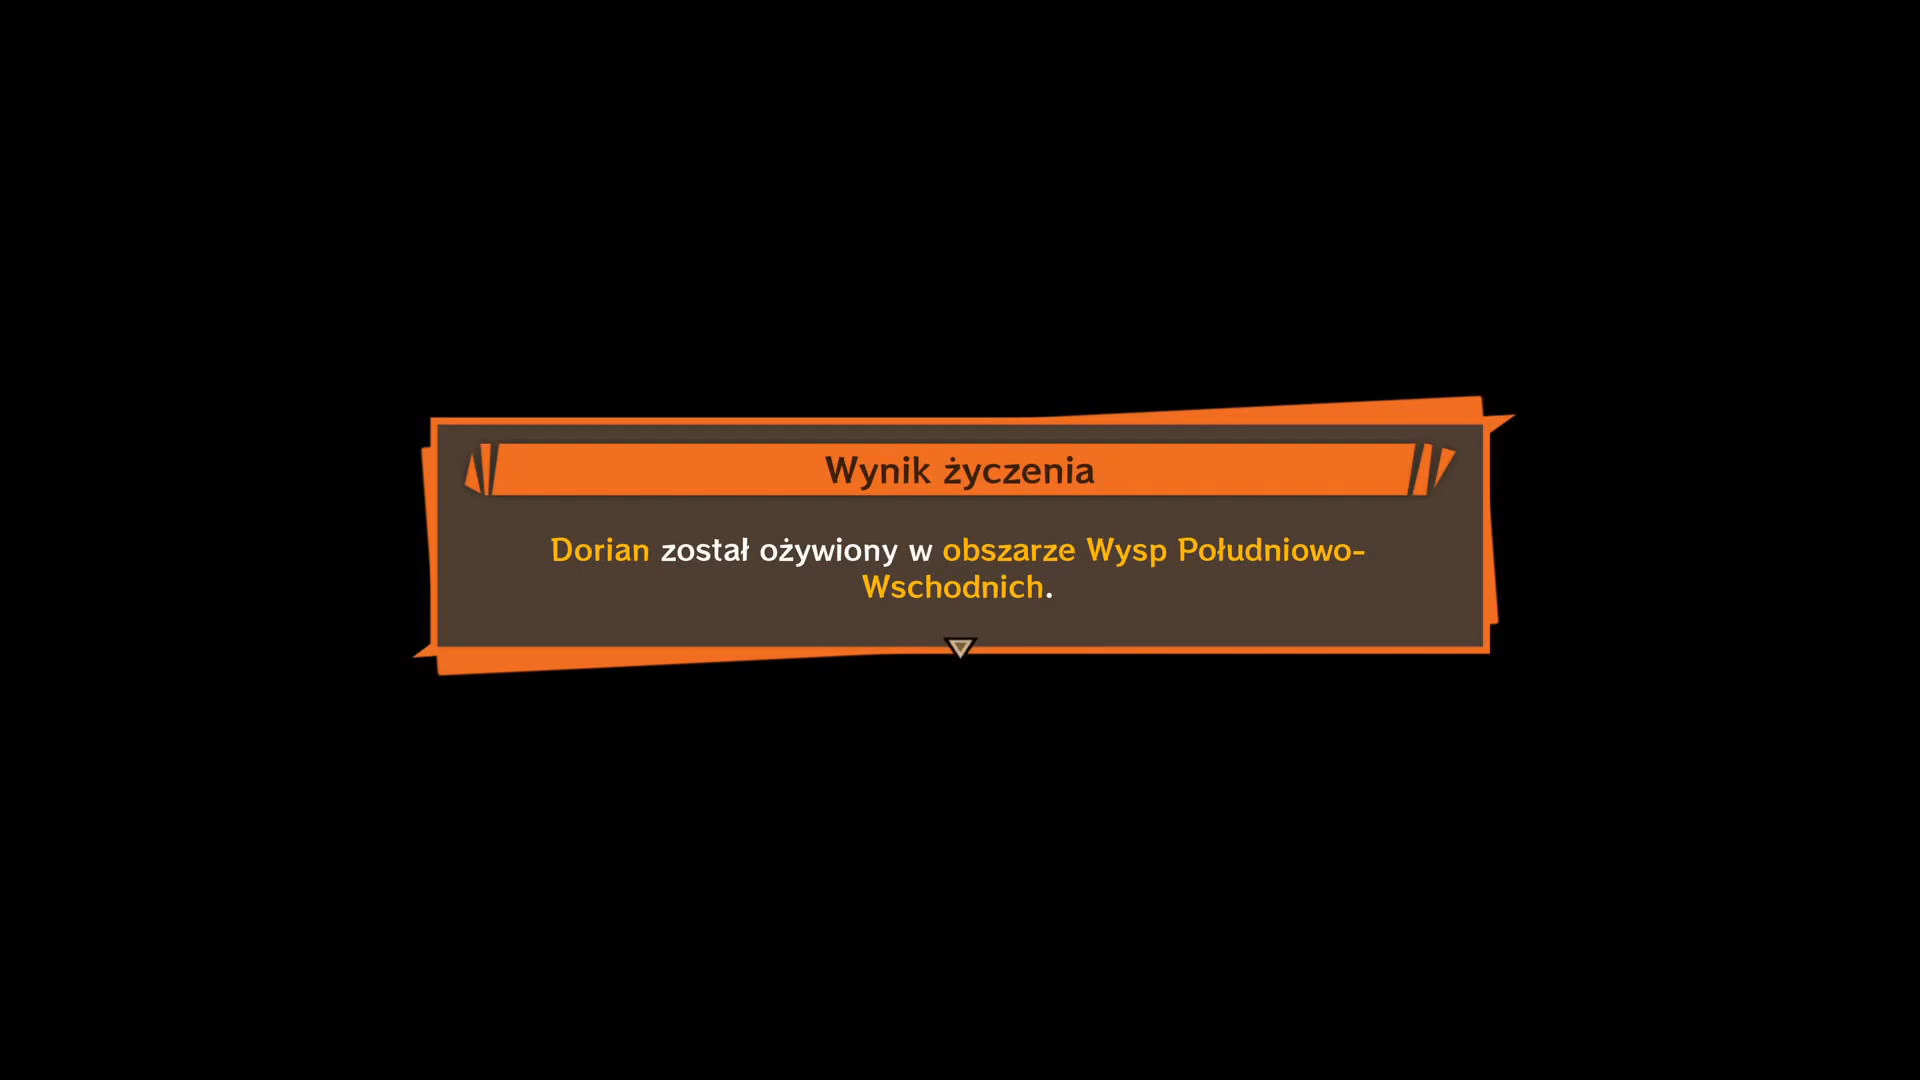 Wynik życzenia
Dorian został ożywiony w obszarze Wysp Południowo-
Wschodnich.